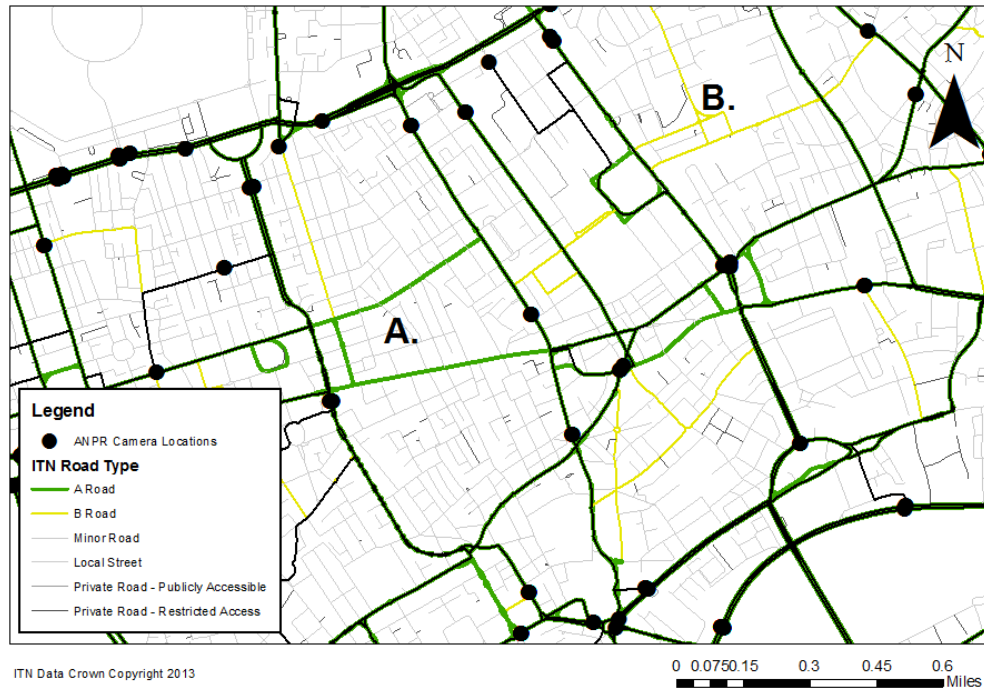 N
B.
A.
Legend
ANPR Camera Locations
ITN Road Type
A Road
B Road
Minor Road
Local Street
Private Road - Publicly Accessible
Private Road - Restricted Access
ITN Data Crown Copyright 2013
0 0.0750.15 0.3 0.45 0.6
Miles